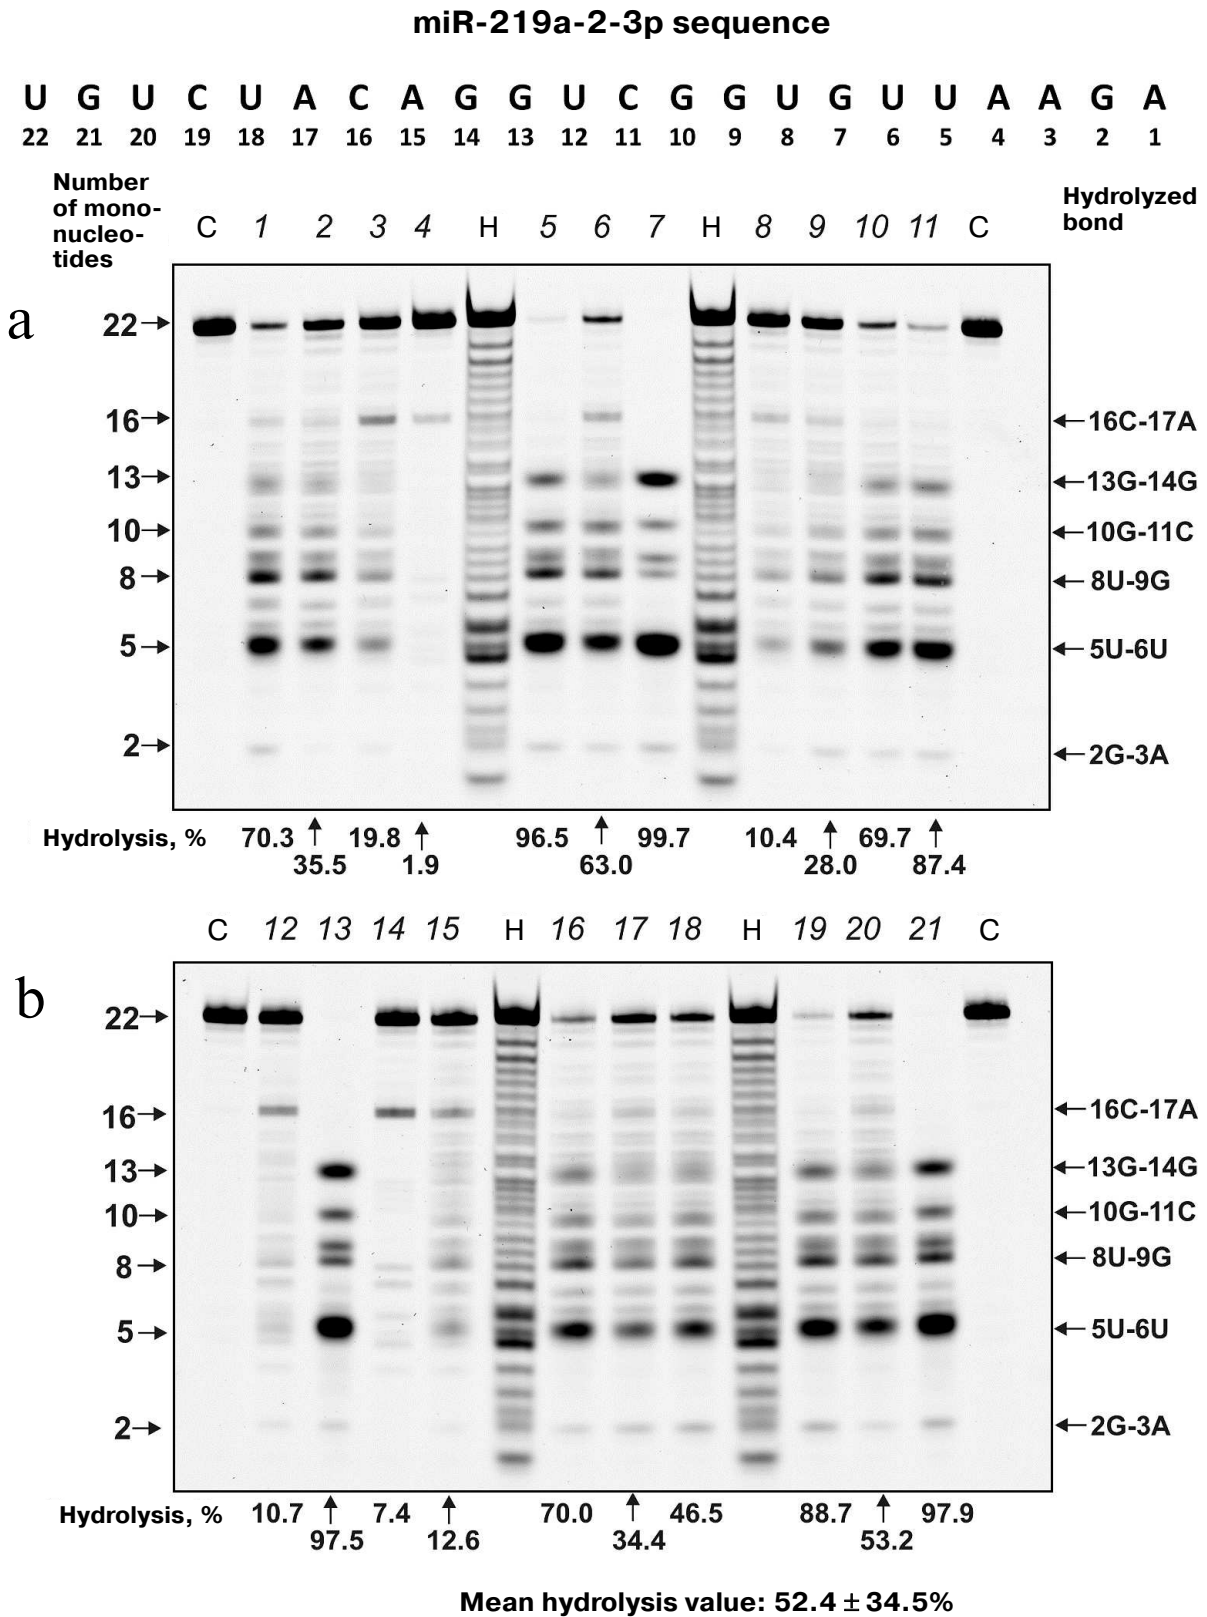 miR-219a-2-3p sequence
U G U C U A C A G G U C G G U G U U A A G A
22 21 20 19 18 17 16 15 14 13 12 11 10 9 8 7 6 5 4 3 2 1
Number
of mono-
nucleo-
tides
C 1 2 3 4 H 5 6 7 H 8 9 10 11 C
Hydrolyzed
bond
a
22
16 16C-17A
13 13G-14G
10 10G-11C
8 8U-9G
5 5U-6U
2 2G-3A
Hydrolysis, % 70.3 19.8 96.5 99.7 10.4 69.7
35.5 1.9 63.0 28.0 87.4
C 12 13 14 15 H 16 17 18 H 19 20 21 C
b
22
16 16C-17A
13 13G-14G
10 10G-11C
8 8U-9G
5 5U-6U
2 2G-3A
Hydrolysis, % 10.7 7.4 70.0 46.5 88.7 97.9
97.5 12.6 34.4 53.2
Mean hydrolysis value: 52.4 ± 34.5%